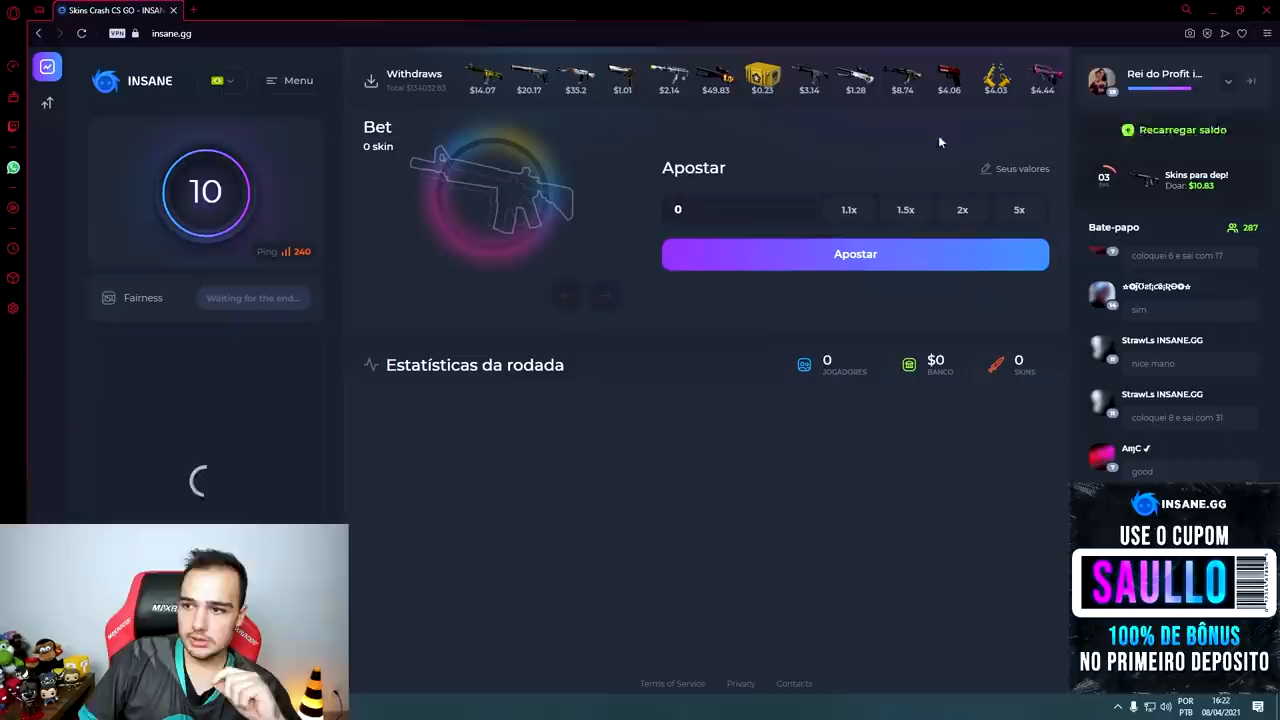 Skins Crash CS GO - INSAN
VPN
insane.gg
INSANE
Menu
10
Ping 240
Fairness
Waiting for the end...
Withdraws
Total $134032.83
$14.07
$20.17
$35.2
$1.01
$2.14
$49.83
$0.23
$3.14
$1.28
$8.74
$4.06
$4.03
$4.44
Bet
0 skin
Apostar
Seus valores
0
1.1x
1.5x
2x
5x
Apostar
Estatísticas da rodada
0
JOGADORES
$0
BANCO
0
SKINS
Terms of Service
Privacy
Contacts
Rei do Profit i...
Recarregar saldo
03
hrs.
Skins para dep!
Doar: $10.83
Bate-papo
287
coloquei 6 e sai com 17
sim
StrawLs INSANE.GG
nice mano
StrawLs INSANE.GG
coloquei 8 e sai com 31
good
INSANE.GG
USE O CUPOM
SAULLO
100% DE BÔNUS
NO PRIMEIRO DEPOSITO
POR
PTB
16:22
08/04/2021